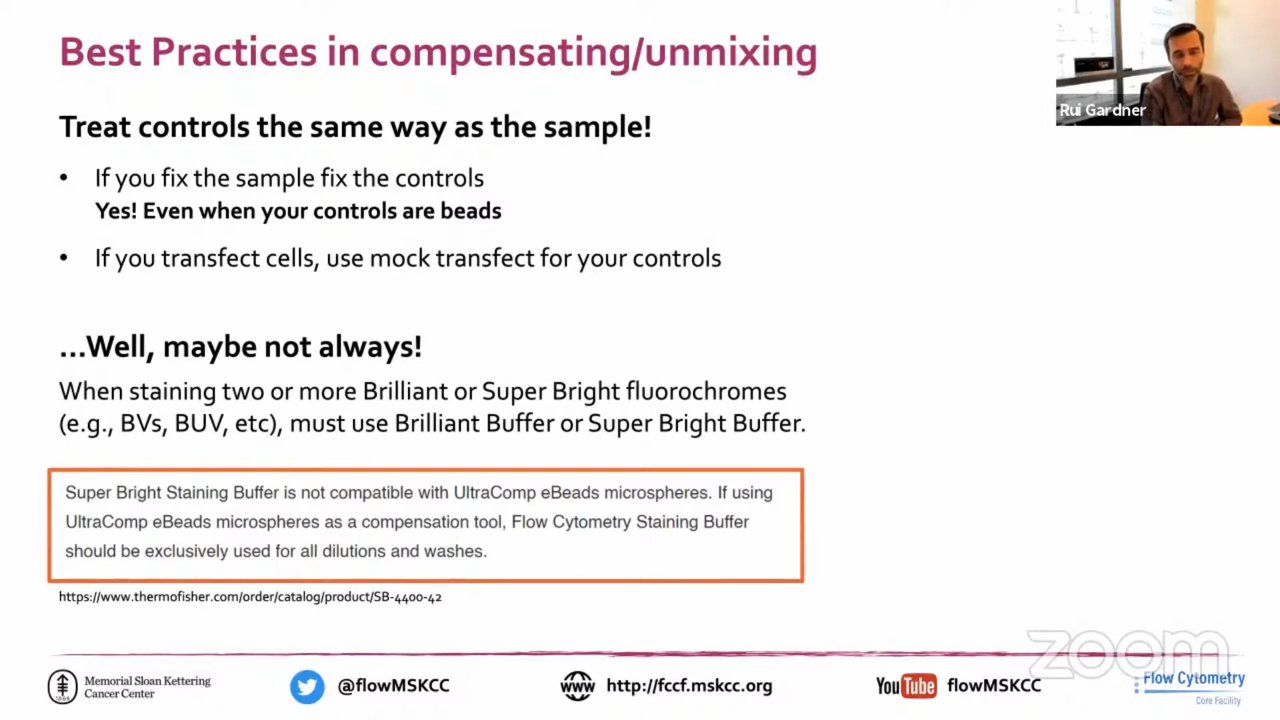 Best Practices in compensating/unmixing
Rui Gardner
Treat controls the same way as the sample!
• If you fix the sample fix the controls
Yes! Even when your controls are beads
• If you transfect cells, use mock transfect for your controls
...Well, maybe not always!
When staining two or more Brilliant or Super Bright fluorochromes
(e.g., BVs, BUV, etc), must use Brilliant Buffer or Super Bright Buffer.
Super Bright Staining Buffer is not compatible with UltraComp eBeads microspheres. If using
UltraComp eBeads microspheres as a compensation tool, Flow Cytometry Staining Buffer
should be exclusively used for all dilutions and washes.
https://www.thermofisher.com/order/catalog/product/SB-4400-42
zoom
Memorial Sloan Kettering
Cancer Center
@flowMSKCC
WWW
http://fccf.mskcc.org
YouTube
flowMSKCC
Flow Cytometry
Core Facility